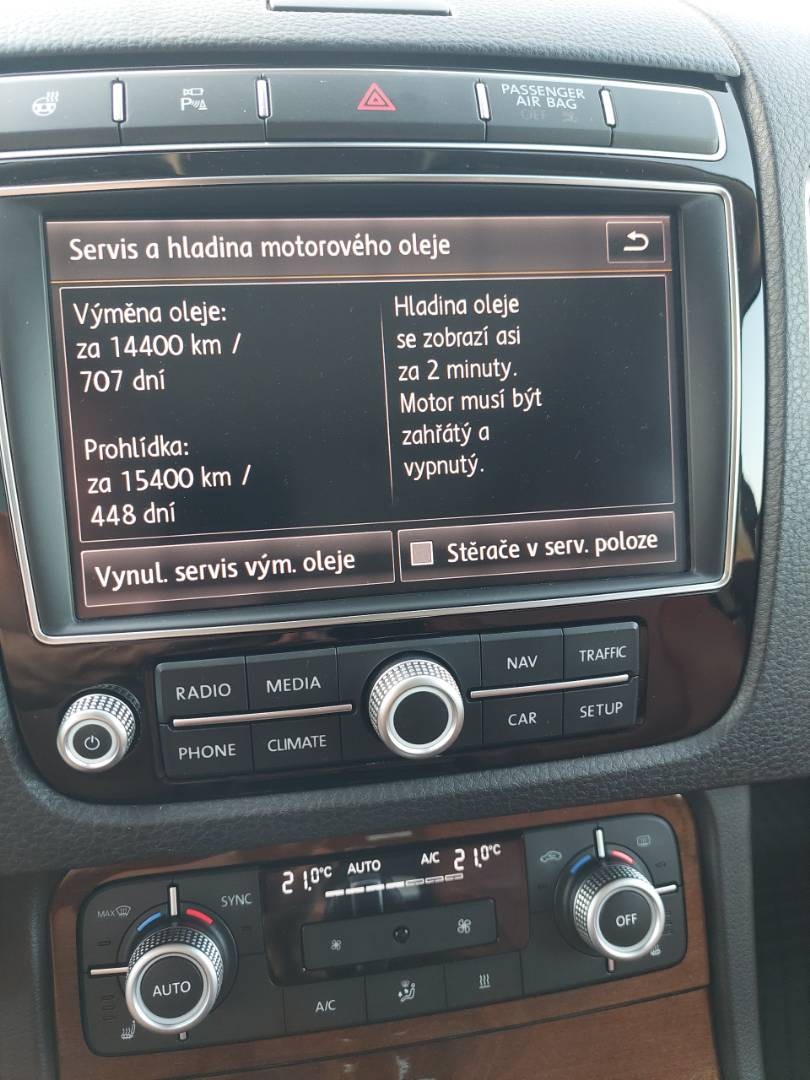 PASSENGER
AIR BAG
OFF
P
Servis a hladina motorového oleje
Výměna oleje:
za 14400 km /
707 dní
Prohlídka:
za 15400 km /
448 dní
Hladina oleje
se zobrazí asi
za 2 minuty.
Motor musí být
zahřátý a
vypnutý.
Vynul. servis vým. oleje
Stěrače v serv. poloze
RADIO
MEDIA
NAV
TRAFFIC
PHONE
CLIMATE
CAR
SETUP
21.0°C AUTO A/C 21.0°C
MAX
SYNC
AUTO
OFF
A/C